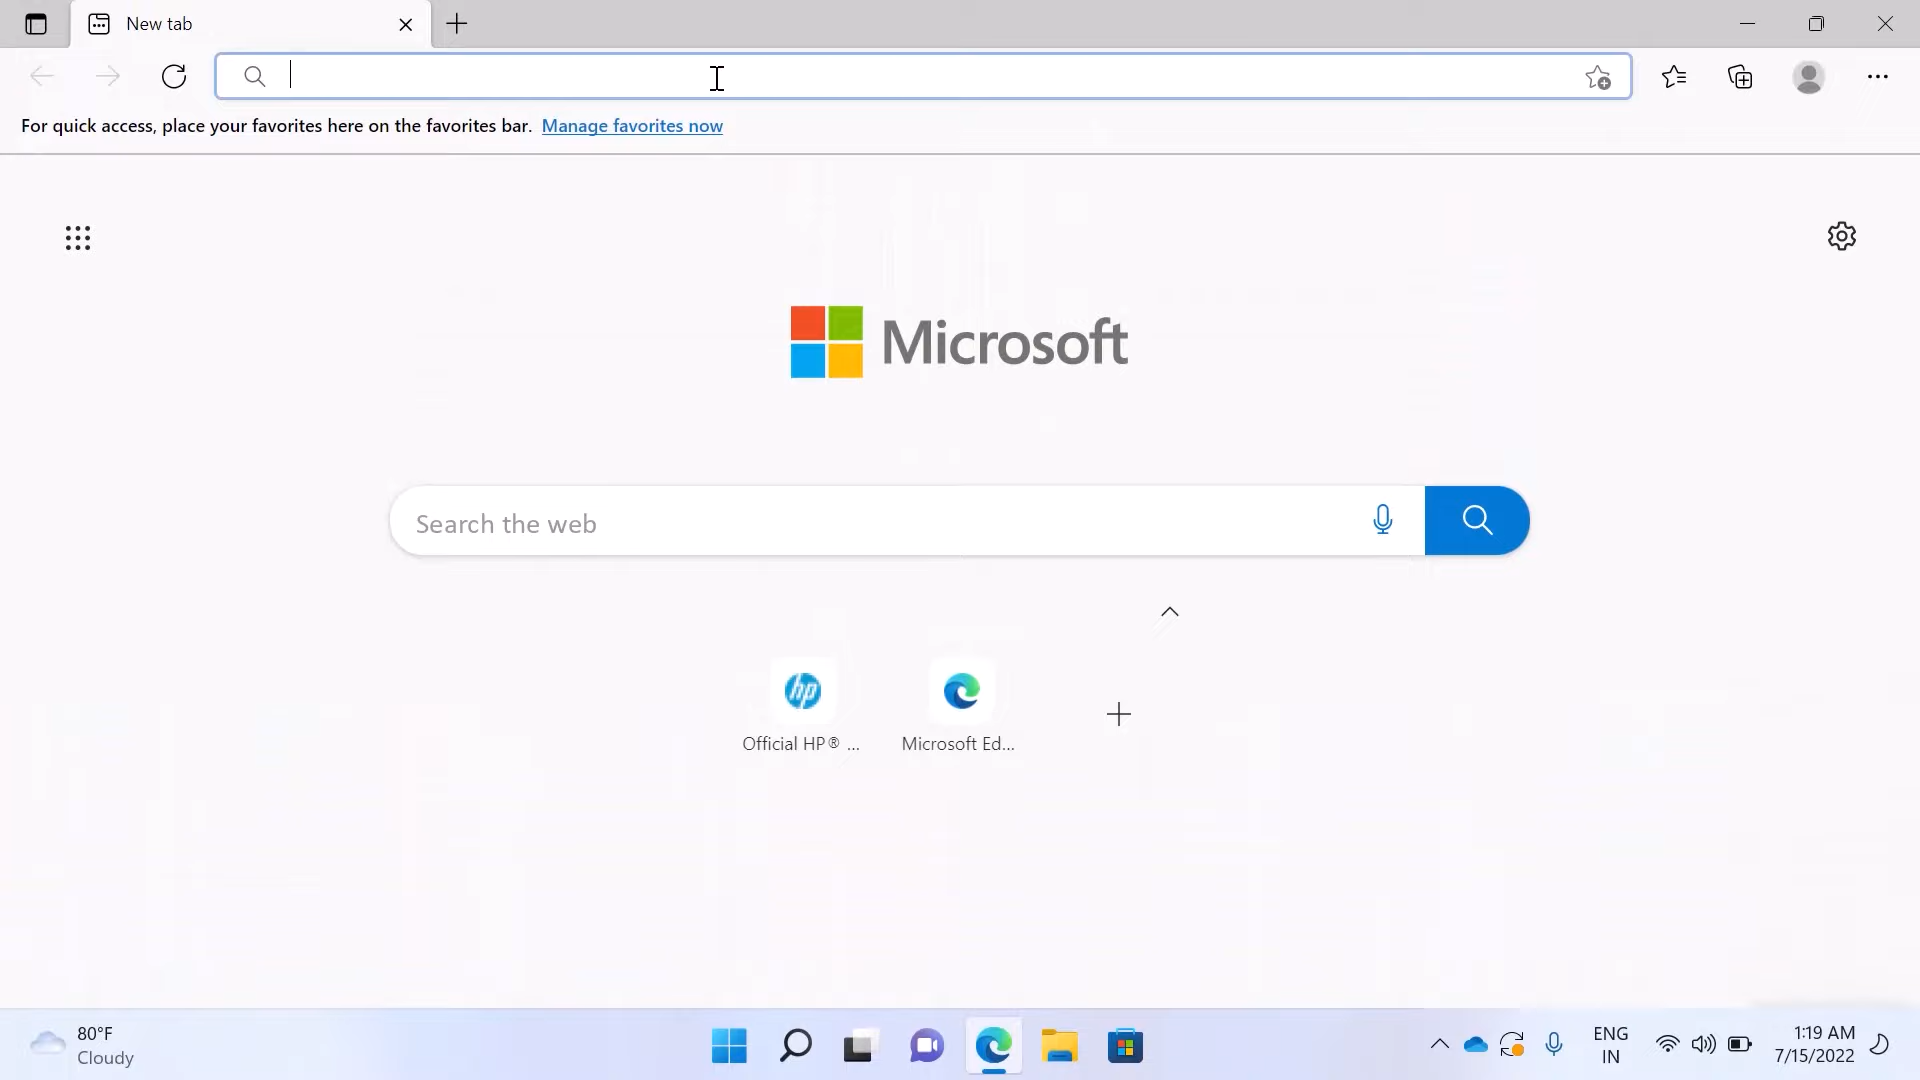 New tab
For quick access, place your favorites here on the favorites bar. Manage favorites now
Microsoft
Search the web
hp
Official HP® ...
Microsoft Ed...
80°F
Cloudy
ENG
IN
1:19 AM
7/15/2022